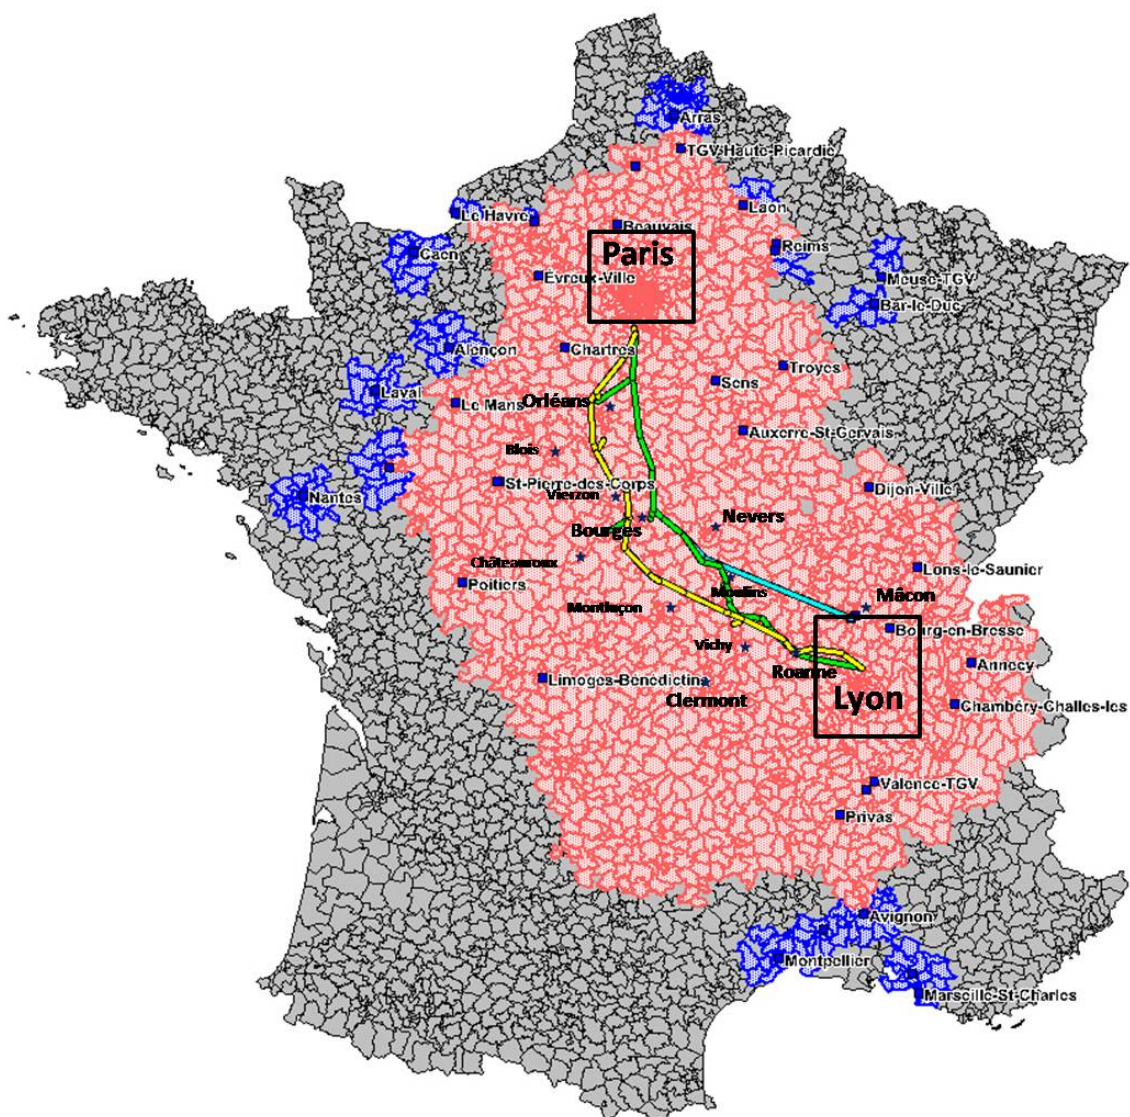 Arras
TGV-Haute-Picardie
Laon
Le Havre
Beauvais
Reims
Paris
Caen
Evreux-Ville
Meuse-TGV
Bar-le-Duc
Alençon
Chartres
Troyes
Sens
Laval
Le Mans
Orléans
Auxerre-St-Gervais
Blois
St-Pierre-des-Corps
Dijon-Ville
Nantes
Vierzon
Nevers
Bourges
Châteauroux
Lons-le-Saunier
Poitiers
Moulins
Mâcon
Montluçon
Bourg-en-Bresse
Vichy
Annecy
Roanne
Limoges-Bénédictins
Clermont
Lyon
Chambéry-Challes-les
Valence-TGV
Privas
Avignon
Montpellier
Marseille-St-Charles